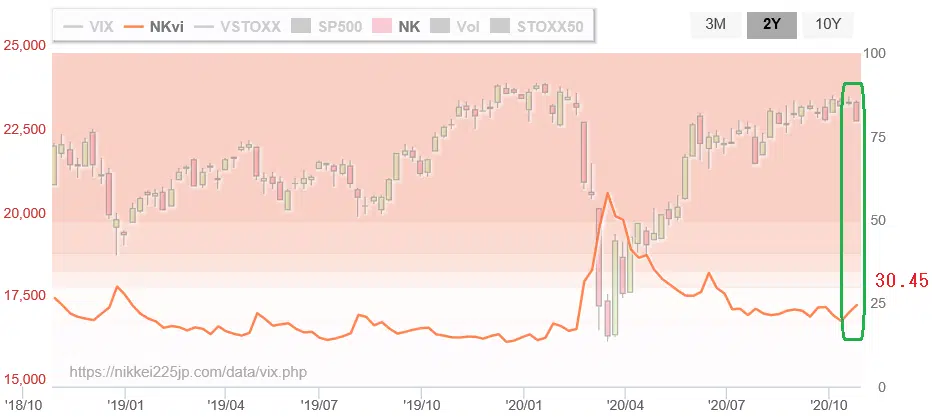 VIX NKvi VSTOXX SP500 NK Vol STOXX50 3M 2Y 10Y
25,000 100
22,500 75
20,000 50
30.45
17,500 25
https://nikkei225jp.com/data/vix.php
15,000 0
'18/10 '19/01 '19/04 '19/07 '19/10 '20/01 '20/04 '20/07 '20/10